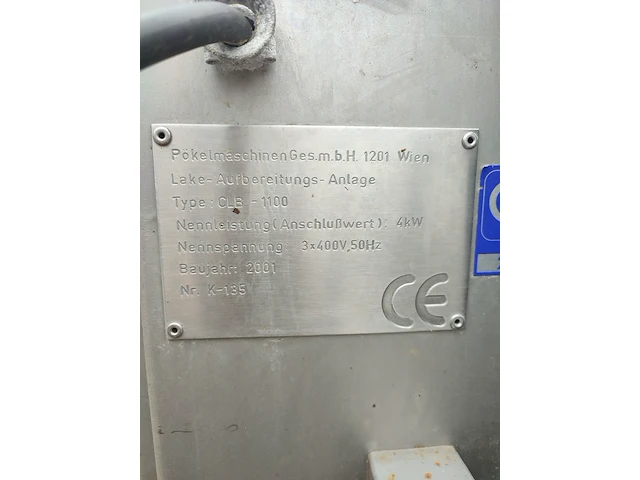 Pökelmaschinen Ges.m.b.H. 1201 Wien
Lake-Aufbereitungs-Anlage
Type: CLB - 1100
Nennleistung (Anschlußwert): 4kW
Nennspannung 3x400V, 50Hz
Baujahr: 2001
Nr. K-135
CE